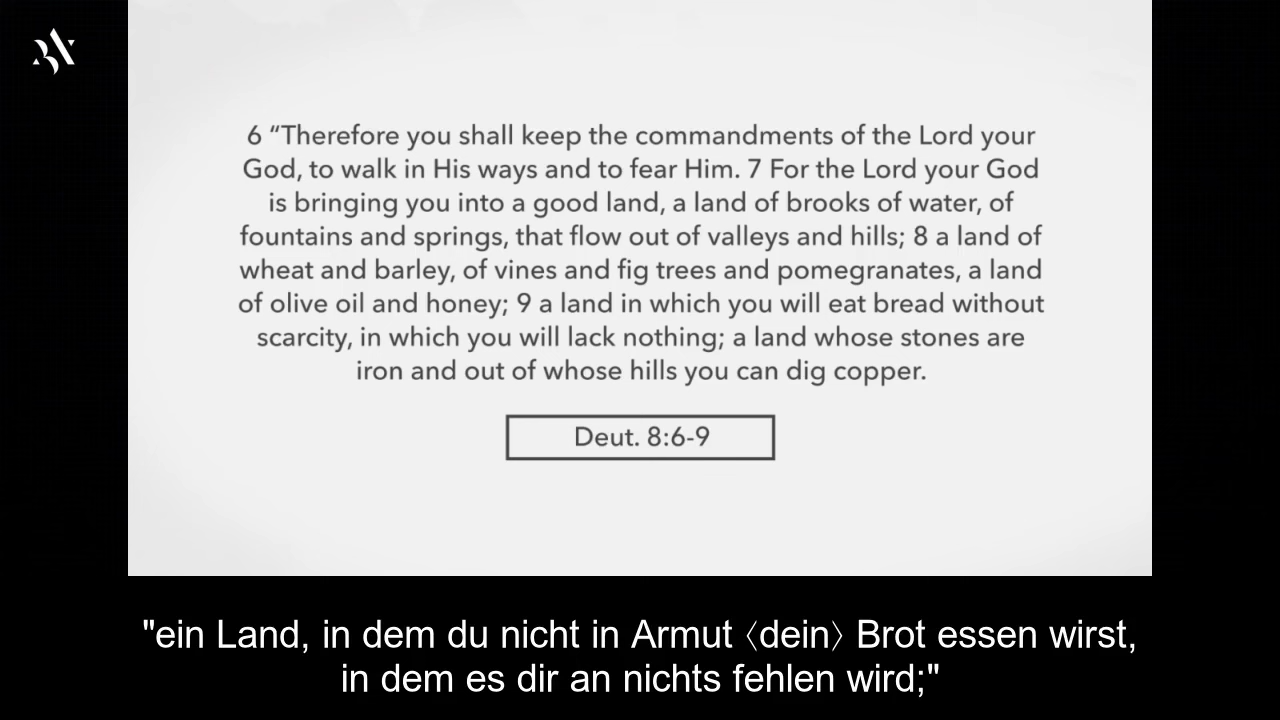 6 “Therefore you shall keep the commandments of the Lord your
God, to walk in His ways and to fear Him. 7 For the Lord your God
is bringing you into a good land, a land of brooks of water, of
fountains and springs, that flow out of valleys and hills; 8 a land of
wheat and barley, of vines and fig trees and pomegranates, a land
of olive oil and honey; 9 a land in which you will eat bread without
scarcity, in which you will lack nothing; a land whose stones are
iron and out of whose hills you can dig copper.
Deut. 8:6-9
"ein Land, in dem du nicht in Armut 〈dein〉 Brot essen wirst,
in dem es dir an nichts fehlen wird;"